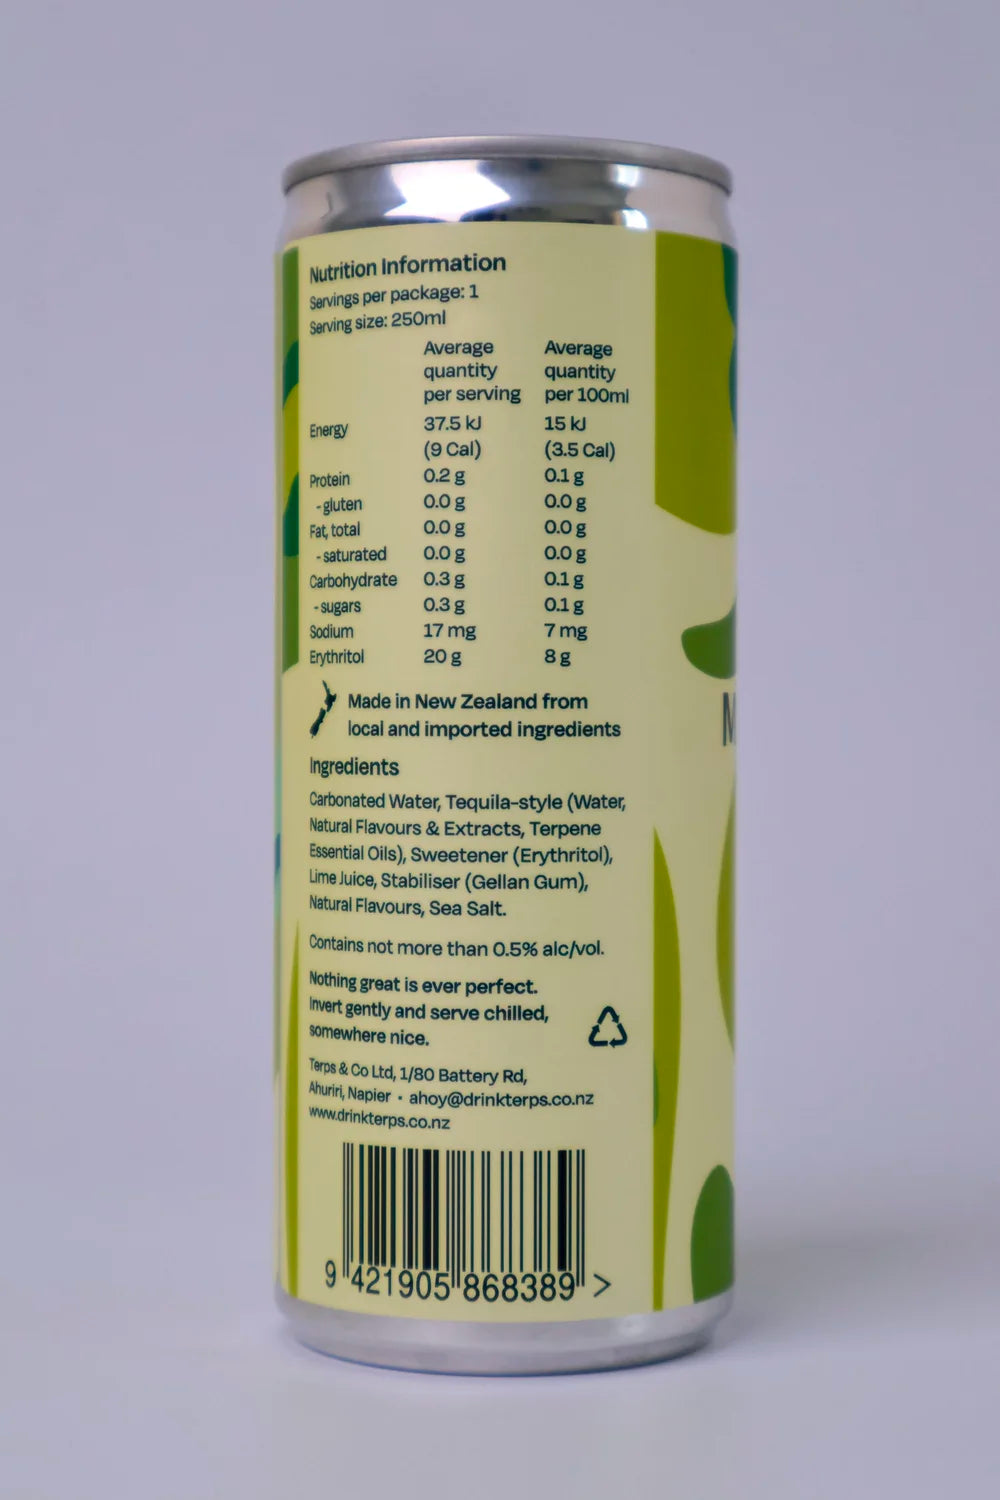 Nutrition Information
Servings per package: 1
Serving size: 250ml
Average quantity per serving Average quantity per 100ml
Energy 37.5 kJ 15 kJ
(9 Cal) (3.5 Cal)
Protein 0.2 g 0.1 g
- gluten 0.0 g 0.0 g
Fat, total 0.0 g 0.0 g
- saturated 0.0 g 0.0 g
Carbohydrate 0.3 g 0.1 g
- sugars 0.3 g 0.1 g
Sodium 17 mg 7 mg
Erythritol 20 g 8 g
Made in New Zealand from
local and imported ingredients
Ingredients
Carbonated Water, Tequila-style (Water,
Natural Flavours & Extracts, Terpene
Essential Oils), Sweetener (Erythritol),
Lime Juice, Stabiliser (Gellan Gum),
Natural Flavours, Sea Salt.
Contains not more than 0.5% alc/vol.
Nothing great is ever perfect.
Invert gently and serve chilled,
somewhere nice.
Terps & Co Ltd, 1/80 Battery Rd,
Ahuriri, Napier • ahoy@drinkterps.co.nz
www.drinkterps.co.nz
9 421905 868389 >